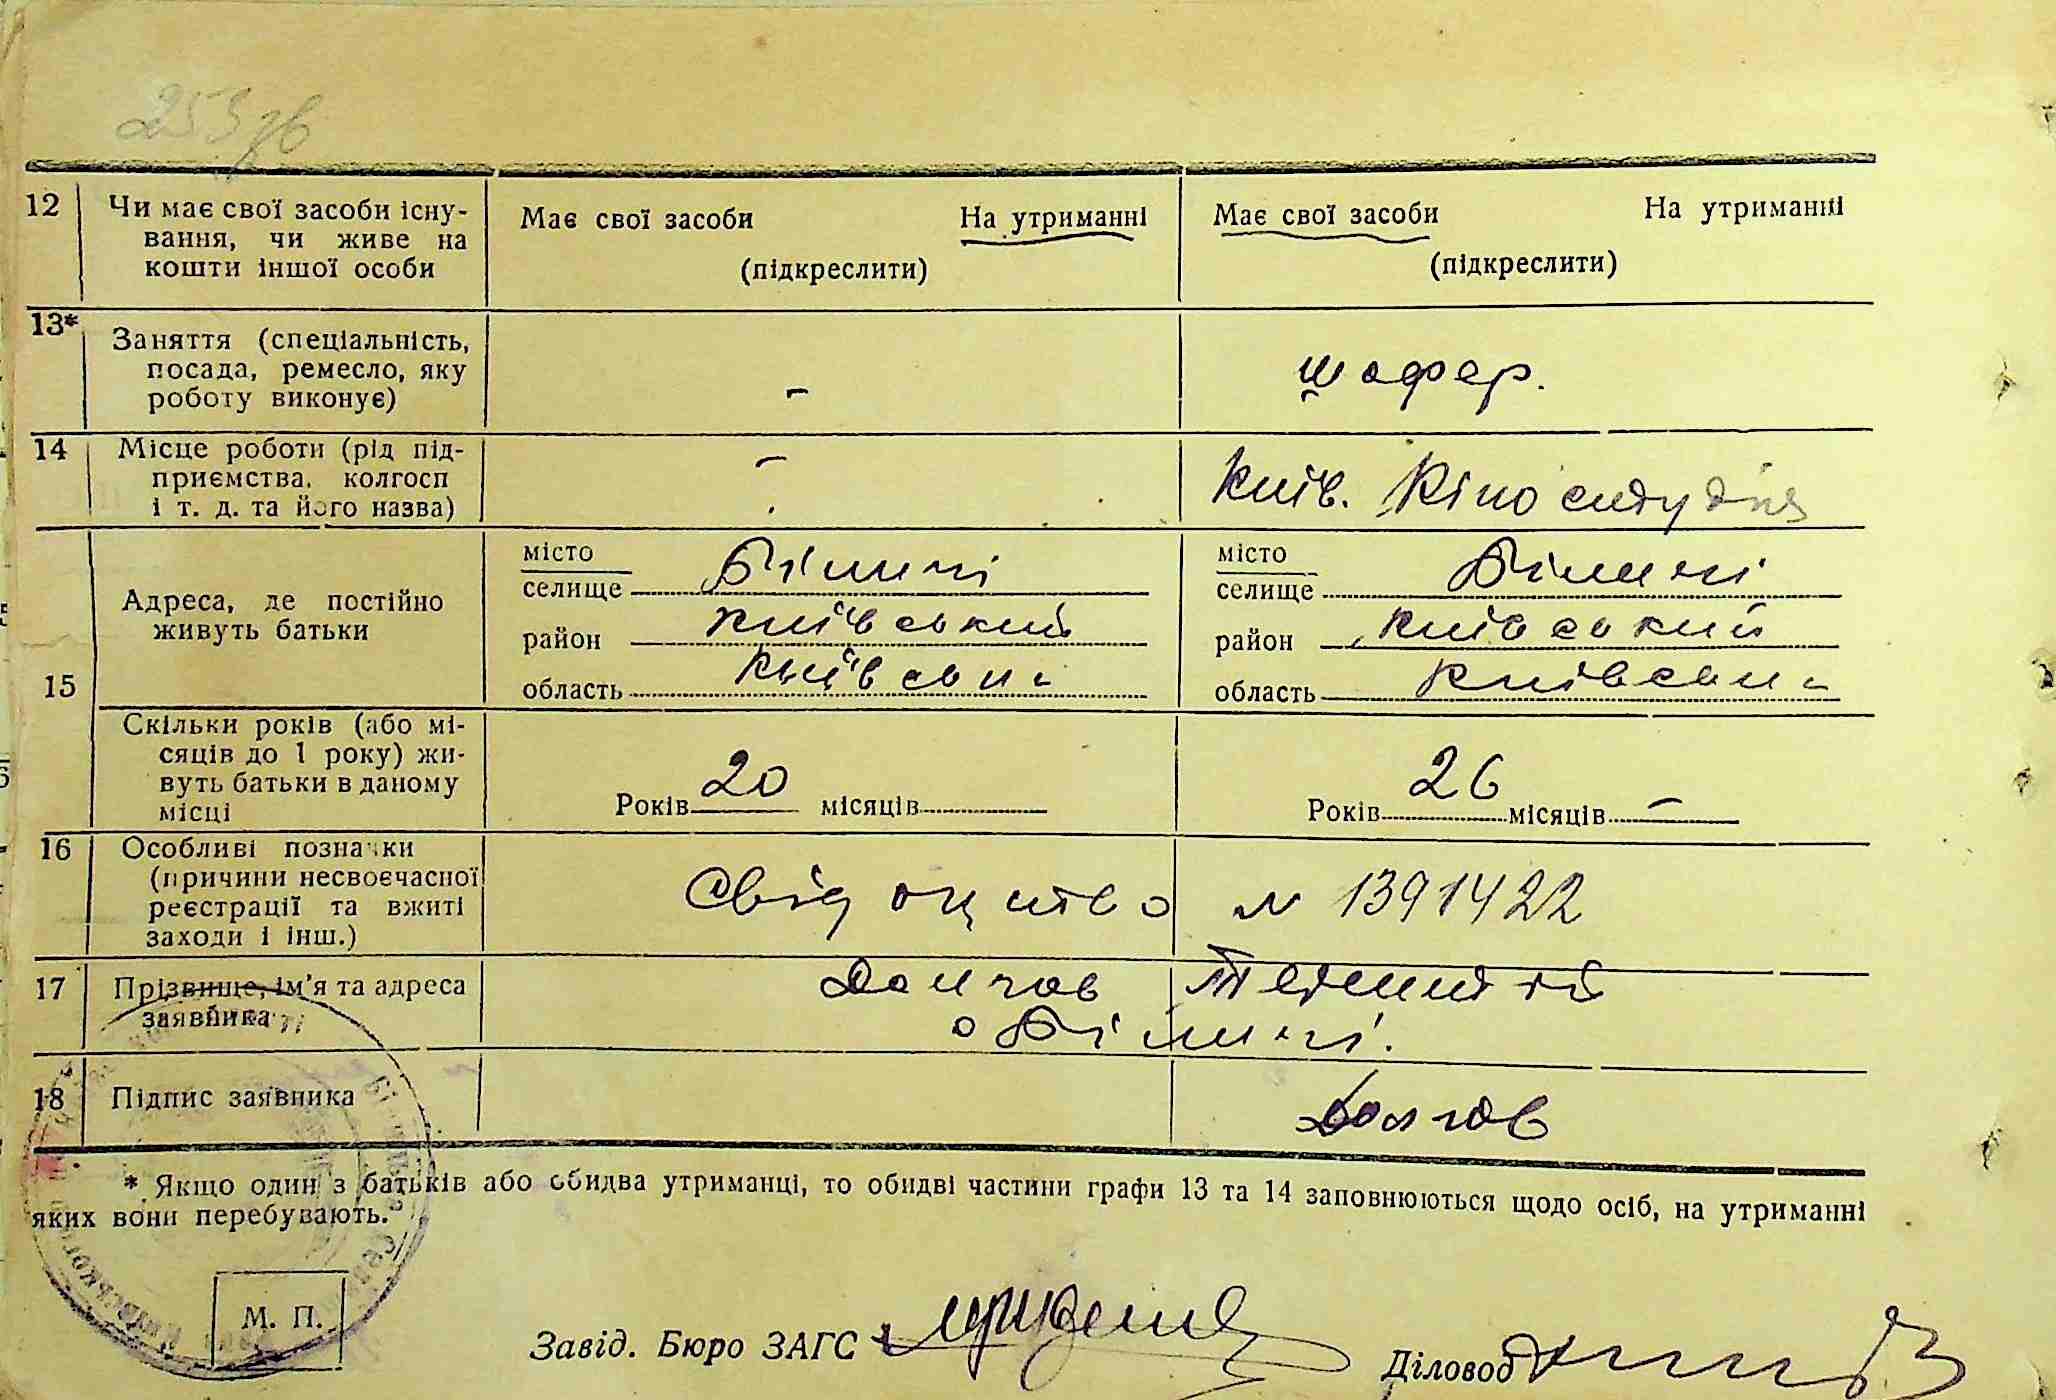 253зв
12 Чи має свої засоби існу-
вання, чи живе на
кошти іншої особи
Має свої засоби На утриманні
(підкреслити)
Має свої засоби На утриманні
(підкреслити)
13* Заняття (спеціальність,
посада, ремесло, яку
роботу виконує)
-
шофер.
14 Місце роботи (рід під-
приємства, колгосп
і т. д. та його назва)
-
Київ. Кіностудія
15 Адреса, де постійно
живуть батьки
місто
селище Біличі
район Київський
область Київська
місто
селище Біличі
район Київський
область Київська
Скільки років (або мі-
сяців до 1 року) жи-
вуть батьки в даному
місці
Років 20 місяців
Років 26 місяців -
16 Особливі позначки
(причини несвоєчасної
реєстрації та вжиті
заходи і інш.)
Свідоцтво № 1391422
17 Прізвище, ім'я та адреса
заявника
Долгов
с Біличі.
18 Підпис заявника
Долгов
* Якщо один з батьків або обидва утриманці, то обидві частини графи 13 та 14 заповнюються щодо осіб, на утриманні
яких вони перебувають.
М. П.
Завід. Бюро ЗАГС
Діловод